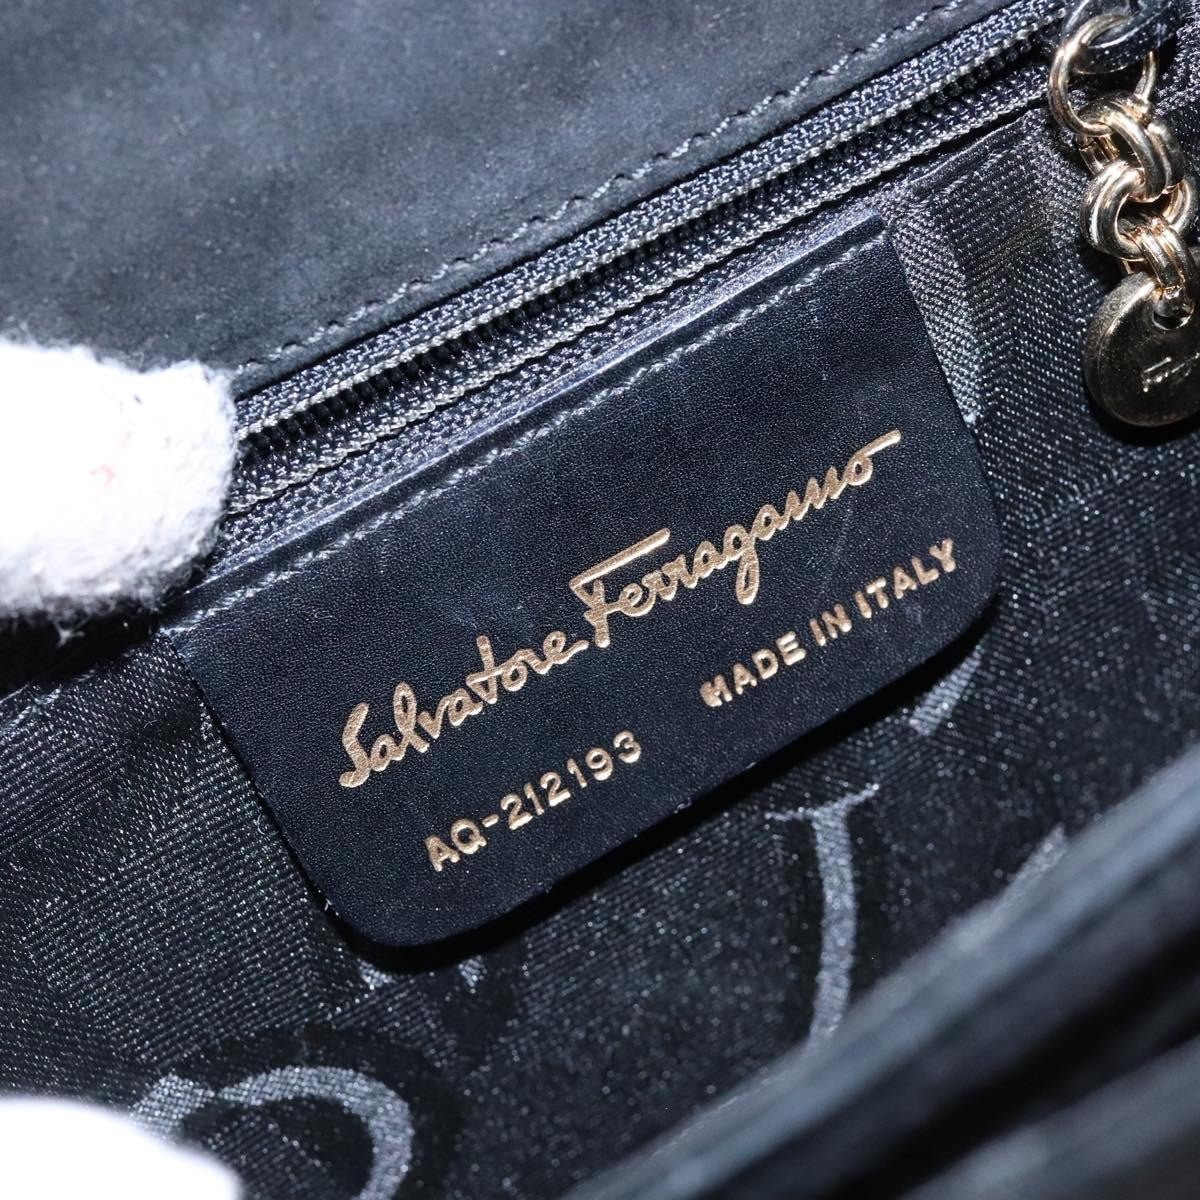 Salvatore Ferragamo
AQ-212193 MADE IN ITALY